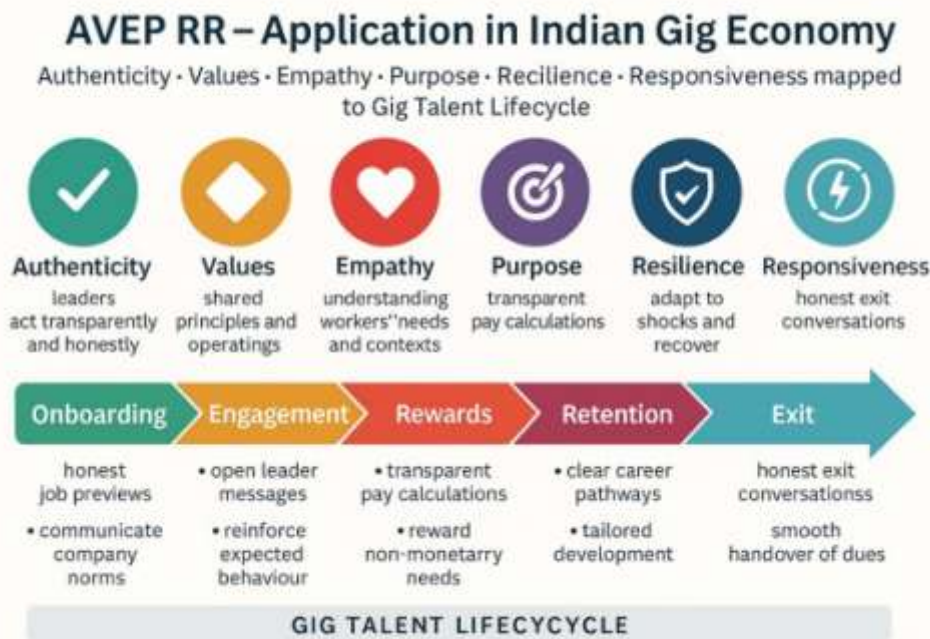 AVEP RR – Application in Indian Gig Economy
Authenticity · Values · Empathy · Purpose · Recilience · Responsiveness mapped
to Gig Talent Lifecycle
Authenticity
leaders
act transparently
and honestly
Values
shared
principles and
operatings
Empathy
understanding
workers''needs
and contexts
Purpose
transparent
pay calculations
Resilience
adapt to
shocks and
recover
Responsiveness
honest exit
conversations
Onboarding
Engagement
Rewards
Retention
Exit
honest
job previews
• communicate
company
norms
• open leader
messages
• reinforce
expected
behaviour
• transparent
pay calculations
• reward
non-monetarry
needs
• clear career
pathways
• tailored
development
honest exit
conversationss
smooth
handover of dues
GIG TALENT LIFECYCYCLE